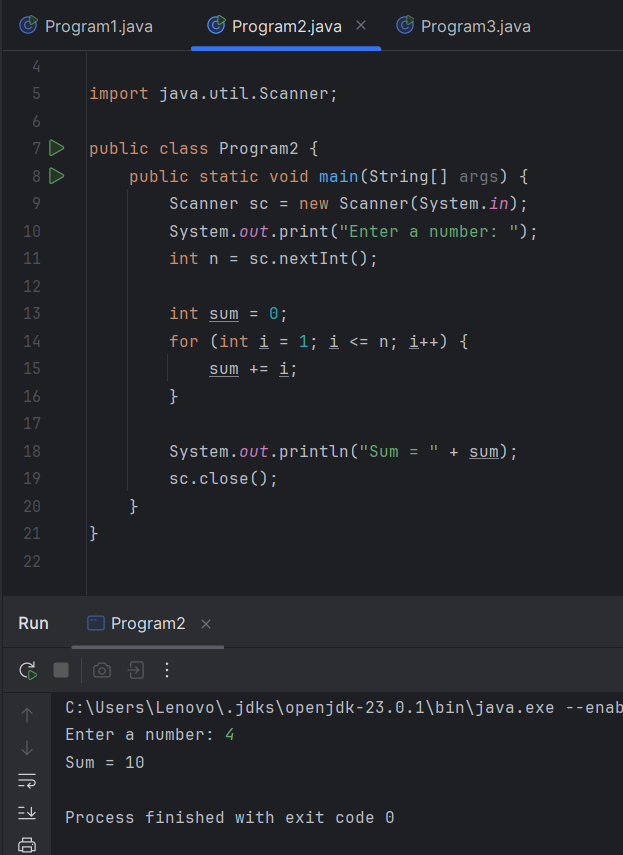 Program1.java Program2.java Program3.java
4
5 import java.util.Scanner;
6
7 public class Program2 {
8 public static void main(String[] args) {
9 Scanner sc = new Scanner(System.in);
10 System.out.print("Enter a number: ");
11 int n = sc.nextInt();
12
13 int sum = 0;
14 for (int i = 1; i <= n; i++) {
15 sum += i;
16 }
17
18 System.out.println("Sum = " + sum);
19 sc.close();
20 }
21 }
22
Run Program2
C:\Users\Lenovo\.jdks\openjdk-23.0.1\bin\java.exe --enab
Enter a number: 4
Sum = 10
Process finished with exit code 0